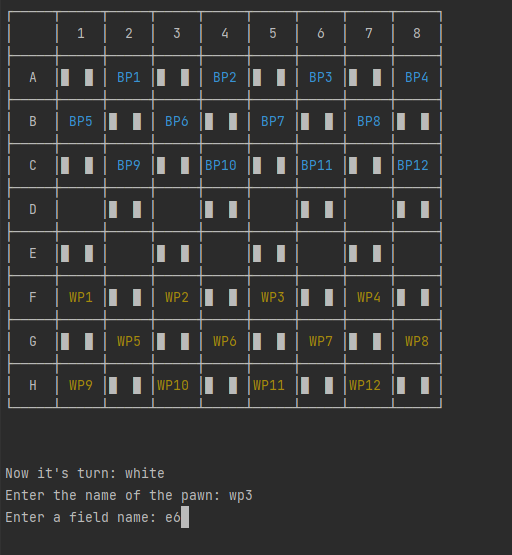 1 2 3 4 5 6 7 8
A BP1 BP2 BP3 BP4
B BP5 BP6 BP7 BP8
C BP9 BP10 BP11 BP12
D
E
F WP1 WP2 WP3 WP4
G WP5 WP6 WP7 WP8
H WP9 WP10 WP11 WP12
Now it's turn: white
Enter the name of the pawn: wp3
Enter a field name: e6